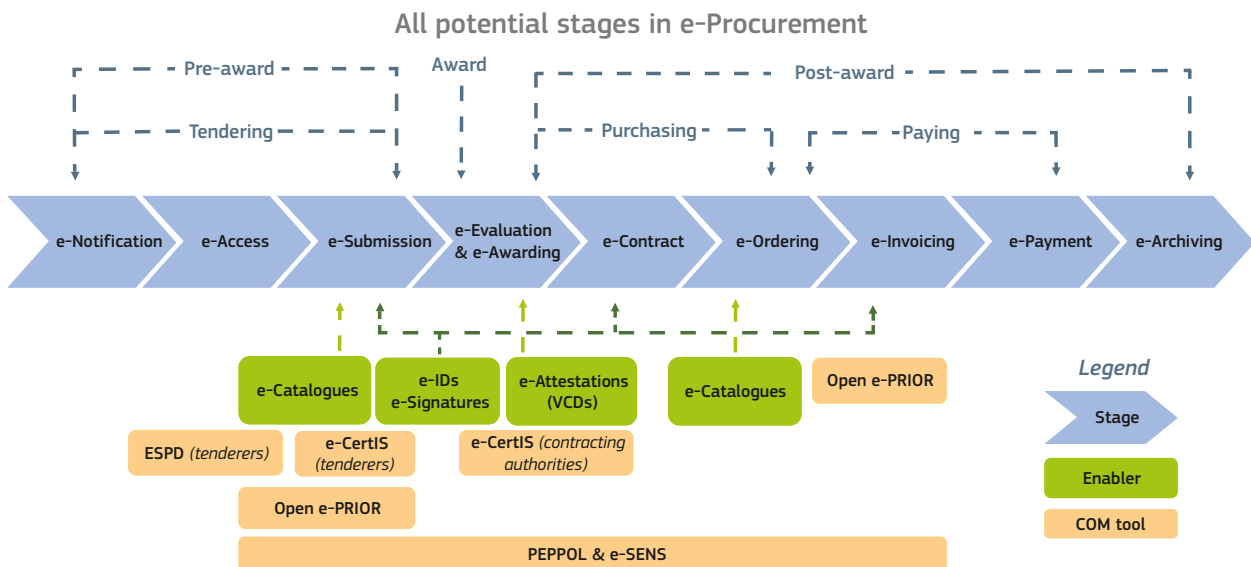 All potential stages in e-Procurement
Pre-award
Award
Post-award
Tendering
Purchasing
Paying
e-Notification
e-Access
e-Submission
e-Evaluation
& e-Awarding
e-Contract
e-Ordering
e-Invoicing
e-Payment
e-Archiving
e-Catalogues
e-IDs
e-Signatures
e-Attestations
(VCDs)
e-Catalogues
Open e-PRIOR
ESPD (tenderers)
e-CertIS
(tenderers)
e-CertIS (contracting
authorities)
Open e-PRIOR
PEPPOL & e-SENS
Legend
Stage
Enabler
COM tool